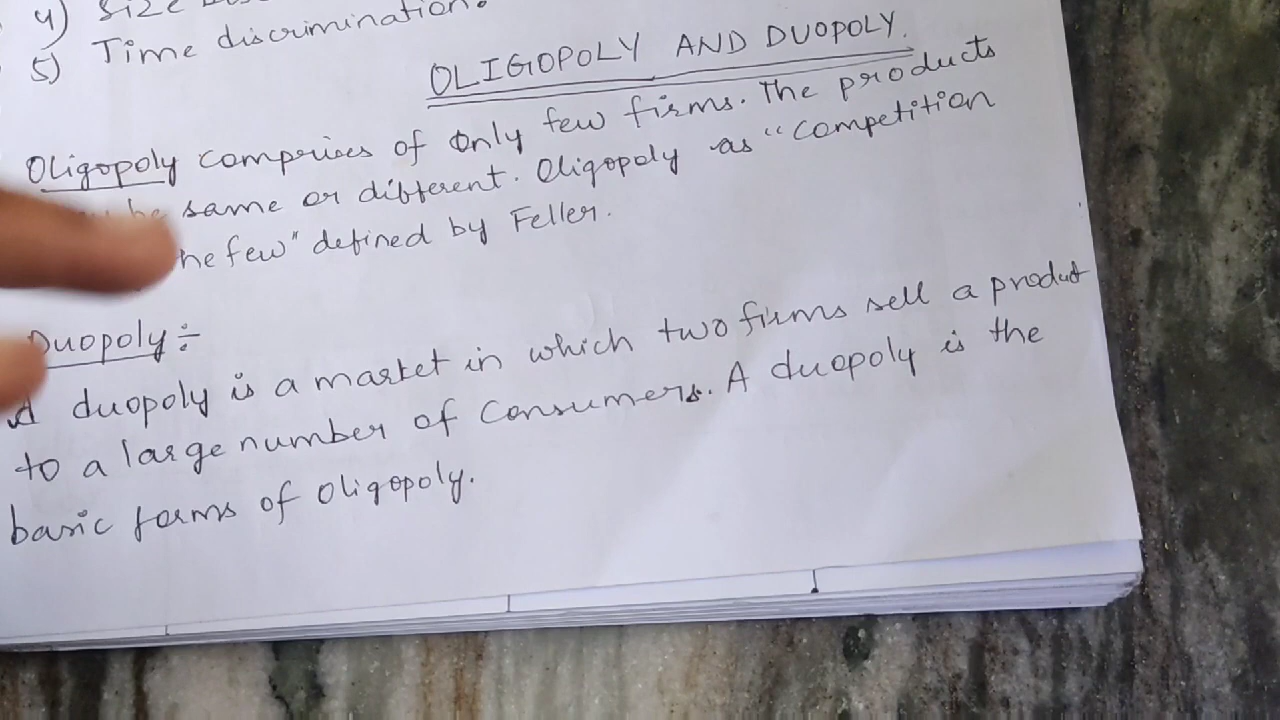 4) Size
5) Time discrimination.
OLIGOPOLY AND DUOPOLY.
Oligopoly comprises of only few firms. The products
be same or different. Oligopoly as "competition
few" defined by Feller.
Duopoly÷
A duopoly is a market in which two firms sell a product
to a large number of consumers. A duopoly is the
basic forms of oligopoly.